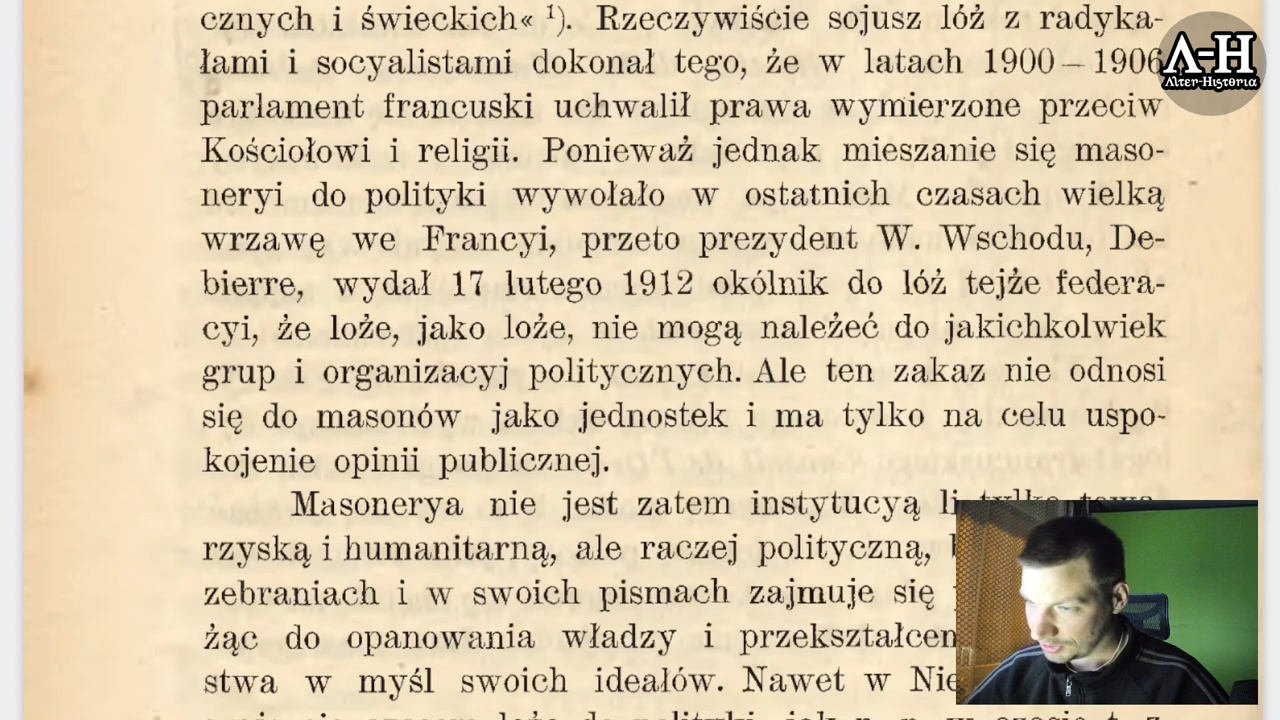 cznych i świeckich« ¹). Rzeczywiście sojusz lóż z radyka-
łami i socyalistami dokonał tego, że w latach 1900 – 1906
parlament francuski uchwalił prawa wymierzone przeciw
Kościołowi i religii. Ponieważ jednak mieszanie się maso-
neryi do polityki wywołało w ostatnich czasach wielką
wrzawę we Francyi, przeto prezydent W. Wschodu, De-
bierre, wydał 17 lutego 1912 okólnik do lóż tejże federa-
cyi, że loże, jako loże, nie mogą należeć do jakichkolwiek
grup i organizacyj politycznych. Ale ten zakaz nie odnosi
się do masonów jako jednostek i ma tylko na celu uspo-
kojenie opinii publicznej.
Masonerya nie jest zatem instytucyą li tylko towa-
rzyską i humanitarną, ale raczej polityczną,
zebraniach i w swoich pismach zajmuje się
żąc do opanowania władzy i przekształcen
stwa w myśl swoich ideałów. Nawet w Nie
A-H
Alter-Historia